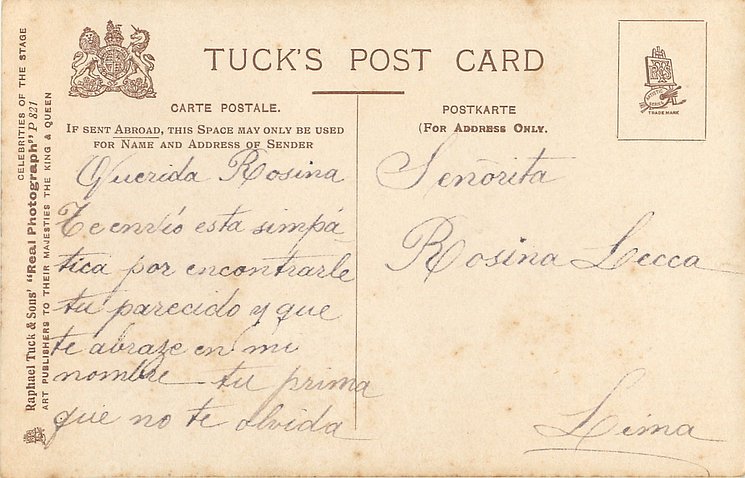 TUCK'S POST CARD
CARTE POSTALE.
IF SENT ABROAD, THIS SPACE MAY ONLY BE USED
FOR NAME AND ADDRESS OF SENDER
POSTKARTE
(FOR ADDRESS ONLY.
TRADE MARK
CELEBRITIES OF THE STAGE
Raphael Tuck & Sons' "Real Photograph" P 821
ART PUBLISHERS TO THEIR MAJESTIES THE KING & QUEEN
Querida Rosina
Te envío esta simpá-
tica por encontrarle
tu parecido y que
te abraze en mi
nombre tu prima
que no te olvida
Señorita
Rosina Lecca
Lima